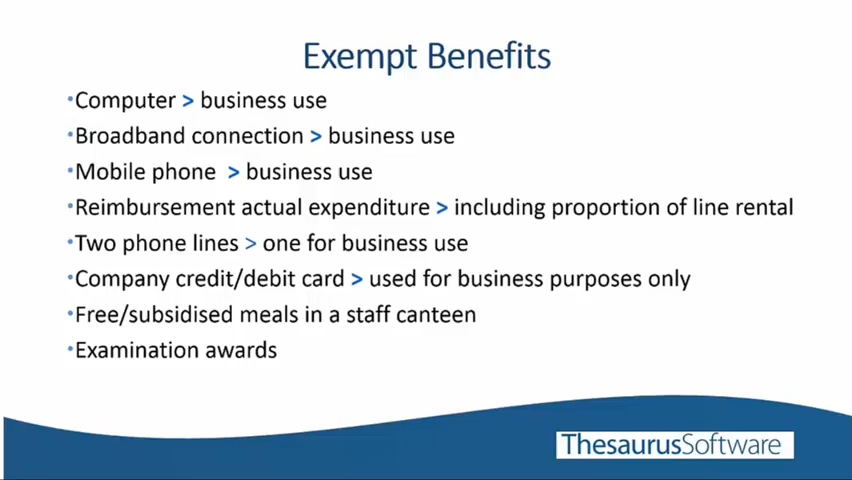 Exempt Benefits
•Computer > business use
•Broadband connection > business use
•Mobile phone > business use
•Reimbursement actual expenditure > including proportion of line rental
•Two phone lines > one for business use
•Company credit/debit card > used for business purposes only
•Free/subsidised meals in a staff canteen
•Examination awards
ThesaurusSoftware